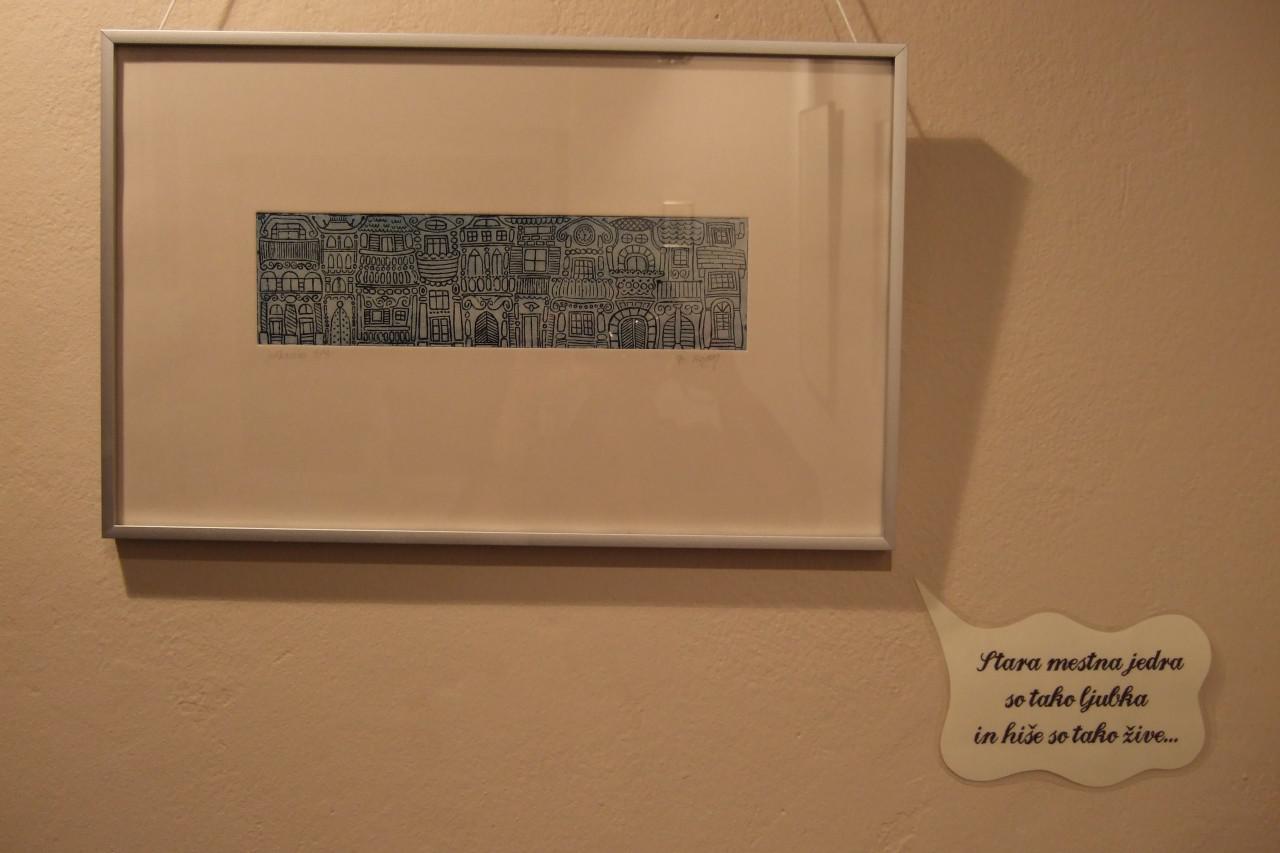 Stara mestna jedra
so tako ljubka
in hiše so tako žive...